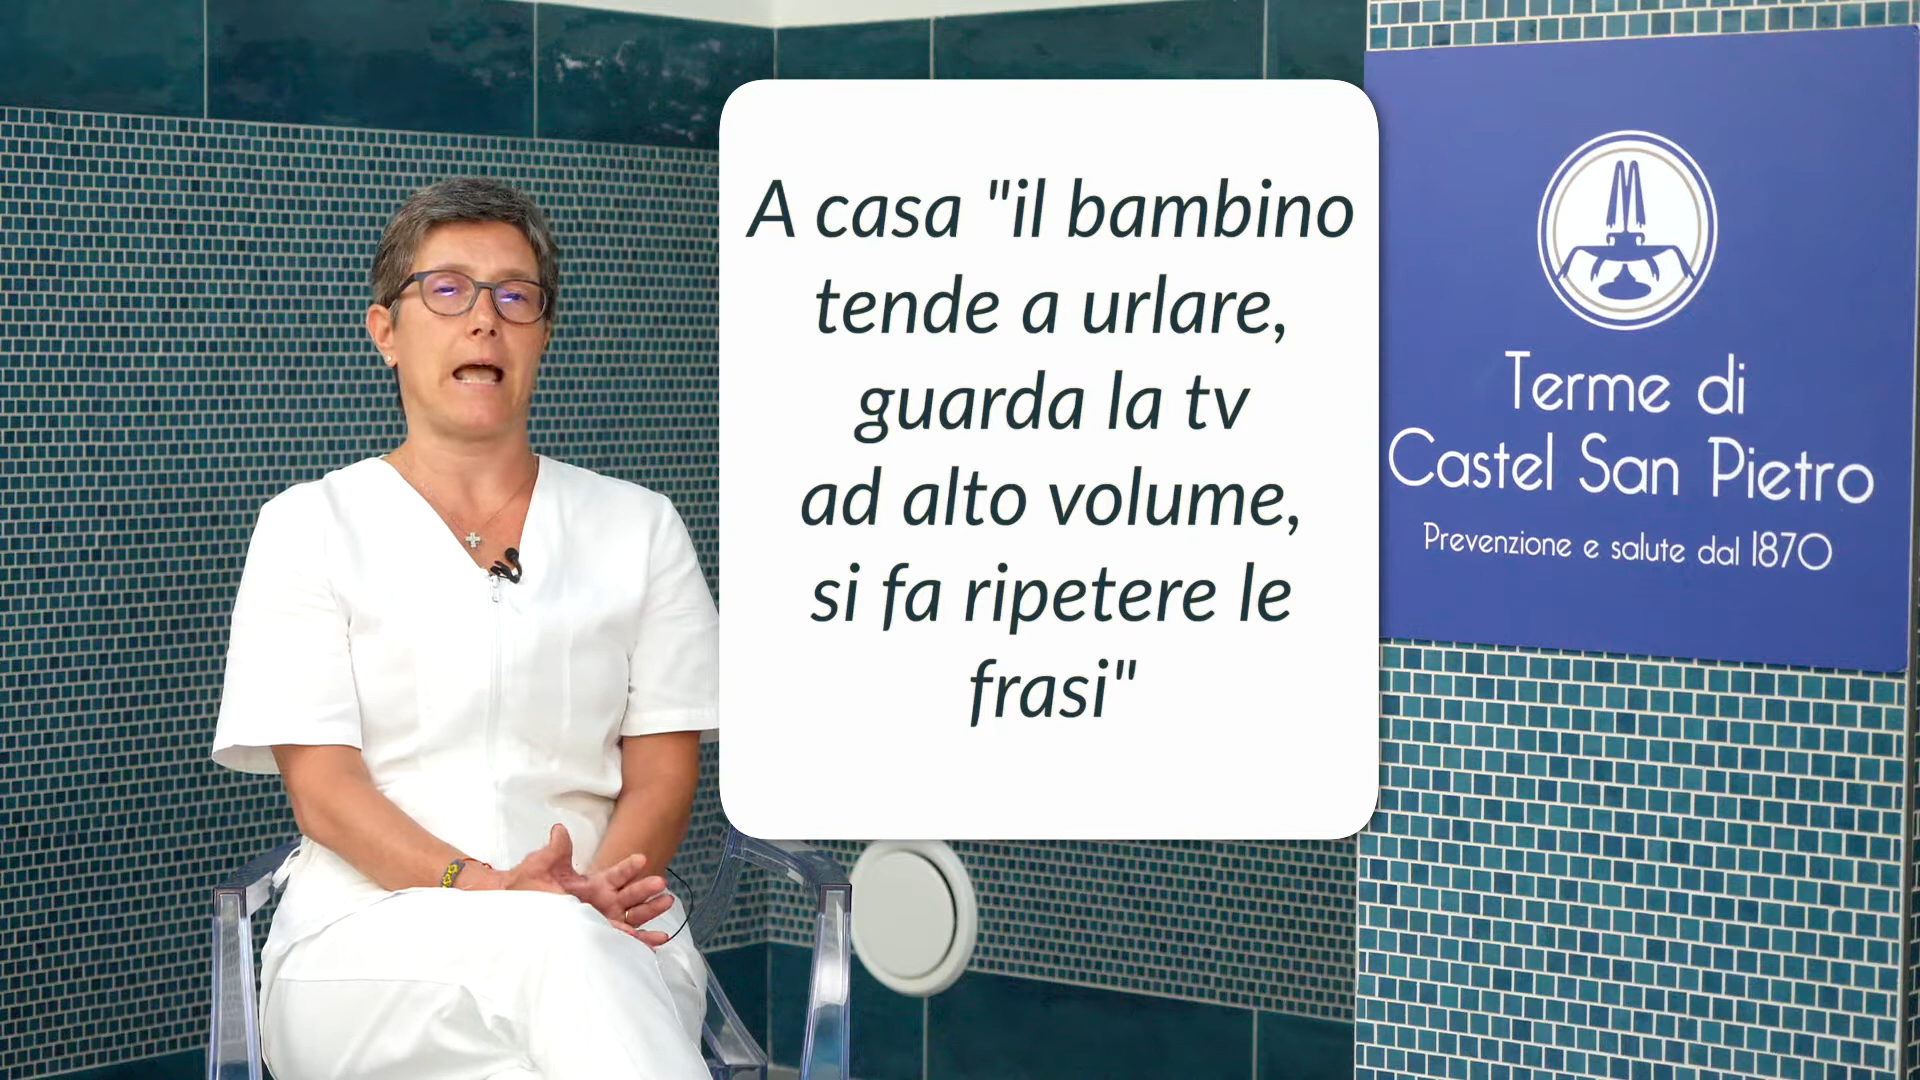 A casa "il bambino
tende a urlare,
guarda la tv
ad alto volume,
si fa ripetere le
frasi"
Terme di
Castel San Pietro
Prevenzione e salute dal 1870